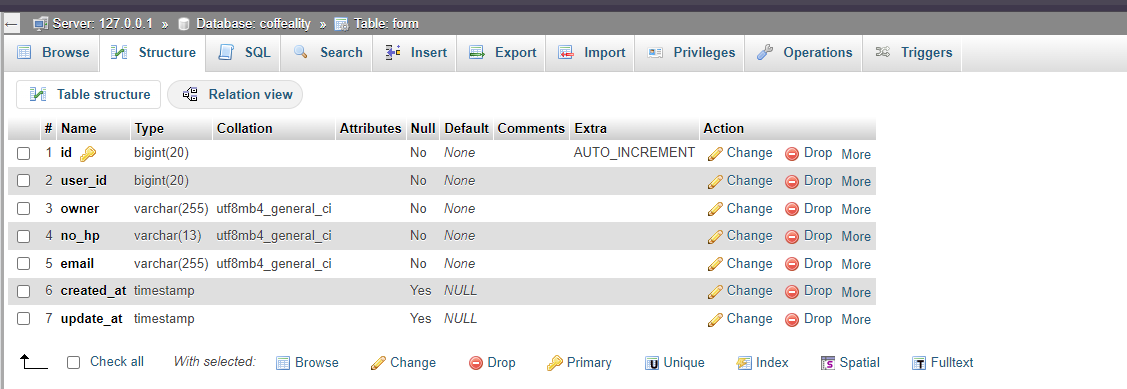 ← Server: 127.0.0.1 » Database: coffeality » Table: form
Browse Structure SQL Search Insert Export Import Privileges Operations Triggers
Table structure Relation view
# Name Type Collation Attributes Null Default Comments Extra Action
1 id bigint(20) No None AUTO_INCREMENT Change Drop More
2 user_id bigint(20) No None Change Drop More
3 owner varchar(255) utf8mb4_general_ci No None Change Drop More
4 no_hp varchar(13) utf8mb4_general_ci No None Change Drop More
5 email varchar(255) utf8mb4_general_ci No None Change Drop More
6 created_at timestamp Yes NULL Change Drop More
7 update_at timestamp Yes NULL Change Drop More
Check all With selected: Browse Change Drop Primary Unique Index Spatial Fulltext